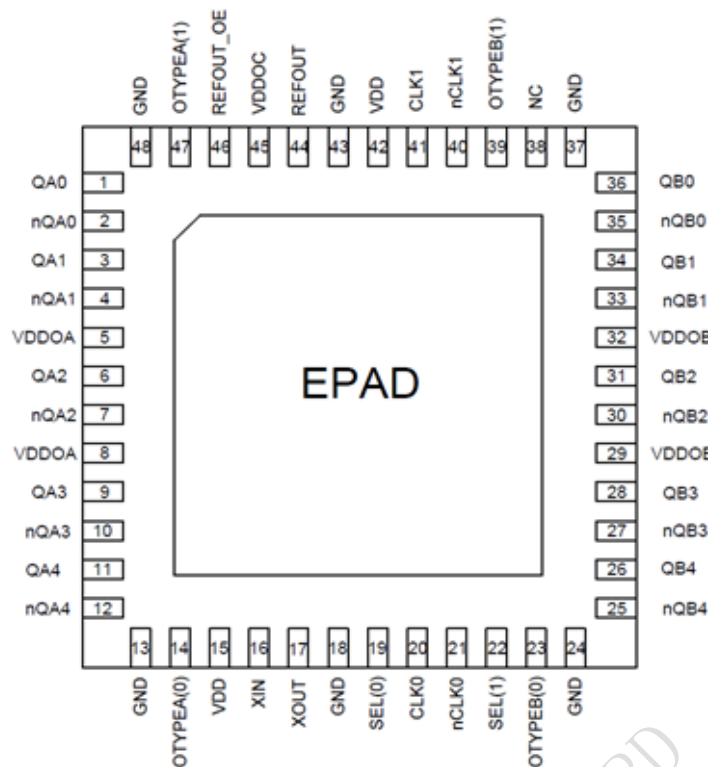 GND OTYPEA(1) REFOUT_OE VDDOC REFOUT GND VDD CLK1 nCLK1 OTYPEB(1) NC GND
48 47 46 45 44 43 42 41 40 39 38 37
QA0 1 36 QB0
nQA0 2 35 nQB0
QA1 3 34 QB1
nQA1 4 33 nQB1
VDDOA 5 32 VDDOB
QA2 6 31 QB2
EPAD
nQA2 7 30 nQB2
VDDOA 8 29 VDDOB
QA3 9 28 QB3
nQA3 10 27 nQB3
QA4 11 26 QB4
nQA4 12 25 nQB4
13 14 15 16 17 18 19 20 21 22 23 24
GND OTYPEA(0) VDD XIN XOUT GND SEL(0) CLK0 nCLK0 SEL(1) OTYPEB(0) GND